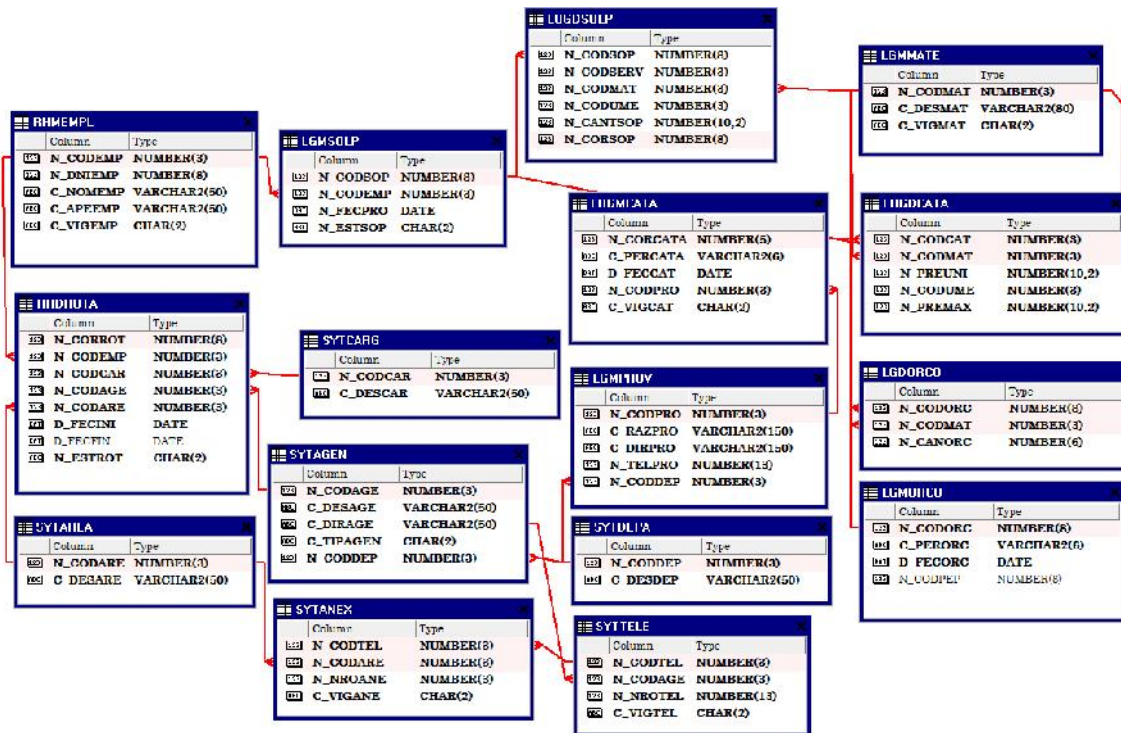 RHMEMPL
Column Type
N_CODEMP NUMBER(3)
N_DNIEMP NUMBER(8)
C_NOMEMP VARCHAR2(50)
C_APEEMP VARCHAR2(50)
C_VIGEMP CHAR(2)
LGMSOLP
Column Type
N_CODSOP NUMBER(8)
N_CODEMP NUMBER(3)
N_FECPRO DATE
N_ESTSOP CHAR(2)
Column Type
N_CODSOP NUMBER(8)
N_CODSERV NUMBER(3)
N_CODMAT NUMBER(3)
N_CODUME NUMBER(3)
N_CANTSOP NUMBER(10,2)
N_CORSOP NUMBER(8)
LGMMATE
Column Type
N_CODMAT NUMBER(3)
C_DESMAT VARCHAR2(80)
C_VIGMAT CHAR(2)
Column Type
N_CORCATA NUMBER(5)
C_PERCATA VARCHAR2(6)
D_FECCAT DATE
N_CODPRO NUMBER(3)
C_VIGCAT CHAR(2)
Column Type
N_CODCAT NUMBER(3)
N_CODMAT NUMBER(3)
N_PREUNI NUMBER(10,2)
N_CODUME NUMBER(3)
N_PREMAX NUMBER(10,2)
Column Type
N_CORROT NUMBER(8)
N_CODEMP NUMBER(3)
N_CODCAR NUMBER(3)
N_CODAGE NUMBER(3)
N_CODARE NUMBER(3)
D_FECINI DATE
D_FECFIN DATE
N_ESTROT CHAR(2)
SYTCARG
Column Type
N_CODCAR NUMBER(3)
C_DESCAR VARCHAR2(50)
Column Type
N_CODPRO NUMBER(3)
C_RAZPRO VARCHAR2(150)
C_DIRPRO VARCHAR2(150)
N_TELPRO NUMBER(13)
N_CODDEP NUMBER(3)
LGDORCO
Column Type
N_CODORC NUMBER(8)
N_CODMAT NUMBER(3)
N_CANORC NUMBER(6)
SYTAGEN
Column Type
N_CODAGE NUMBER(3)
C_DESAGE VARCHAR2(50)
C_DIRAGE VARCHAR2(50)
C_TIPAGEN CHAR(2)
N_CODDEP NUMBER(3)
Column Type
N_CODORC NUMBER(8)
C_PERORC VARCHAR2(6)
D_FECORC DATE
N_CODPEP NUMBER(8)
Column Type
N_CODARE NUMBER(3)
C_DESARE VARCHAR2(50)
SYTDEPA
Column Type
N_CODDEP NUMBER(3)
C_DESDEP VARCHAR2(50)
SYTANEX
Column Type
N_CODTEL NUMBER(3)
N_CODARE NUMBER(3)
N_NROANE NUMBER(3)
C_VIGANE CHAR(2)
SYTTELE
Column Type
N_CODTEL NUMBER(3)
N_CODAGE NUMBER(3)
N_NROTEL NUMBER(13)
C_VIGTEL CHAR(2)